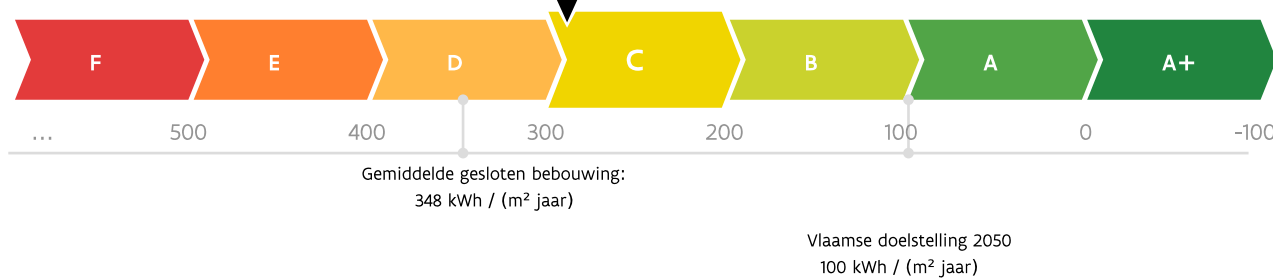 F E D C B A A+
... 500 400 300 200 100 0 -100
Gemiddelde gesloten bebouwing:
348 kWh / (m² jaar)
Vlaamse doelstelling 2050
100 kWh / (m² jaar)